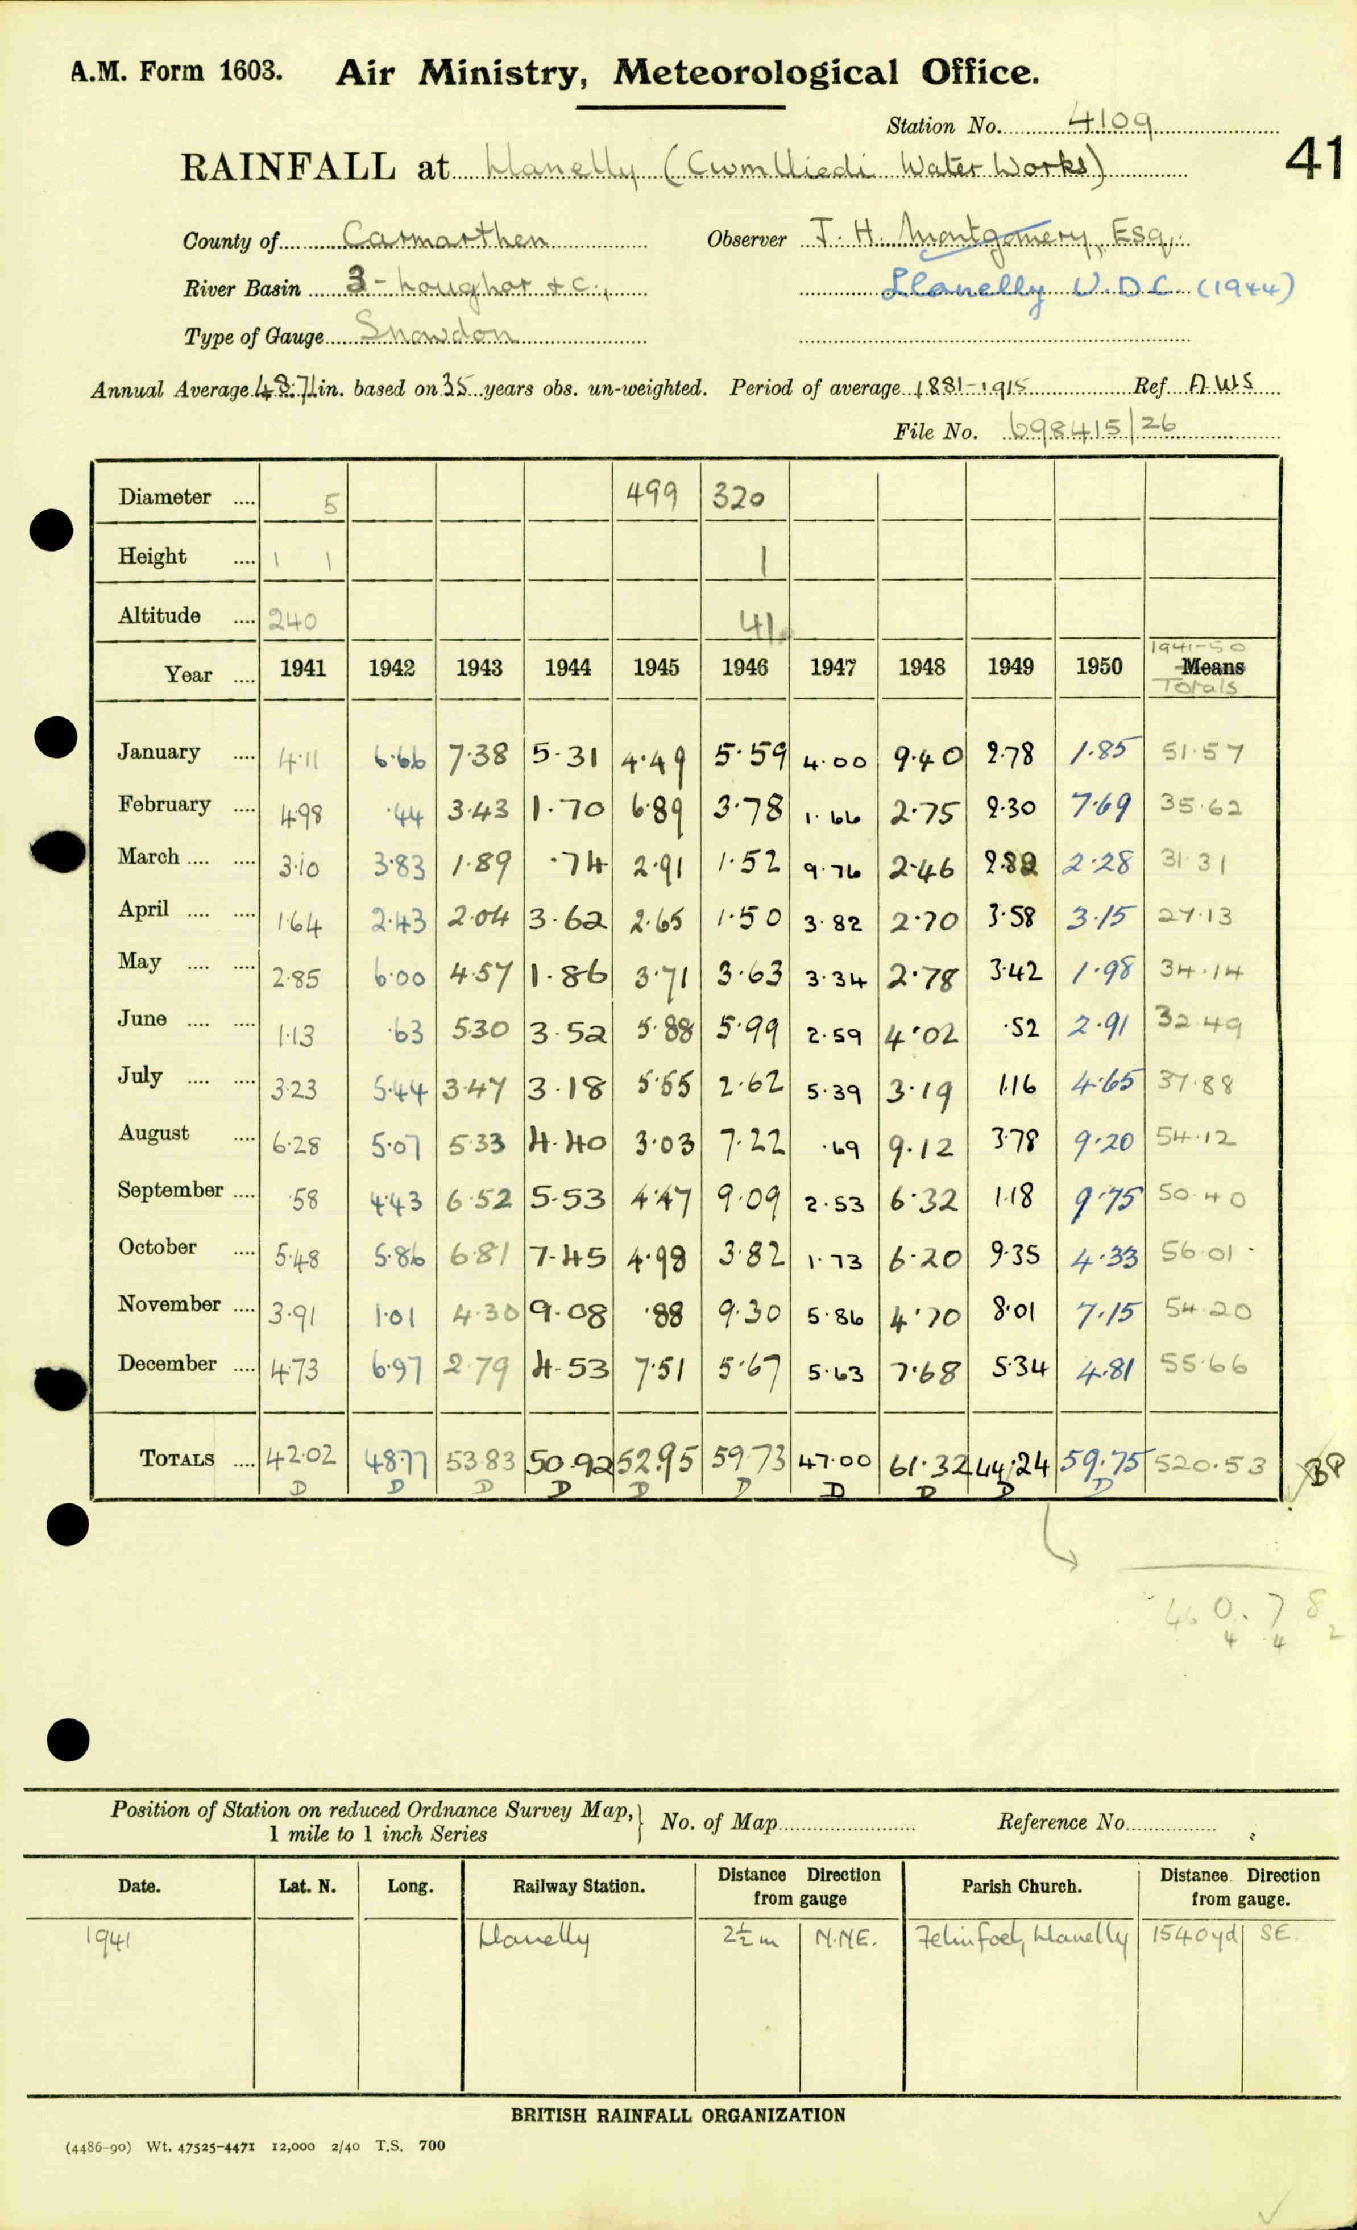 A.M. Form 1603. Air Ministry, Meteorological Office.
Station No. 4109
41
RAINFALL at Llanelly (Cwmlliedi Water Works)
County of Carmarthen Observer J. H. Montgomery, Esq,.
River Basin 3 - Loughor & C., Llanelly U.D.C. (1944)
Type of Gauge Snowdon
Annual Average 48.71 in. based on 35 years obs. un-weighted. Period of average 1881-1915 Ref. A.W.S
File No. 698415/26
Diameter .... 5 499 320
Height .... 1 1 1
Altitude .... 240 41
1941-50
Year .... 1941 1942 1943 1944 1945 1946 1947 1948 1949 1950 Means
Totals
January .... 4.11 6.66 7.38 5.31 4.49 5.59 4.00 9.40 2.78 1.85 51.57
February .... 4.98 .44 3.43 1.70 6.89 3.78 1.66 2.75 2.30 7.69 35.62
March .... .... 3.10 3.83 1.89 .74 2.91 1.52 9.76 2.46 2.82 2.28 31.31
April .... .... 1.64 2.43 2.04 3.62 2.65 1.50 3.82 2.70 3.58 3.15 27.13
May .... .... 2.85 6.00 4.57 1.86 3.71 3.63 3.34 2.78 3.42 1.98 34.14
June .... .... 1.13 .63 5.30 3.52 5.88 5.99 2.59 4.02 .52 2.91 32.49
July .... .... 3.23 5.44 3.47 3.18 5.55 2.62 5.39 3.19 1.16 4.65 37.88
August .... 6.28 5.07 5.33 4.40 3.03 7.22 .69 9.12 3.78 9.20 54.12
September .... .58 4.43 6.52 5.53 4.47 9.09 2.53 6.32 1.18 9.75 50.40
October .... 5.48 5.86 6.81 7.45 4.98 3.82 1.73 6.20 9.35 4.33 56.01
November .... 3.91 1.01 4.30 9.08 .88 9.30 5.86 4.70 8.01 7.15 54.20
December .... 4.73 6.97 2.79 4.53 7.51 5.67 5.63 7.68 5.34 4.81 55.66
TOTALS .... 42.02 48.77 53.83 50.92 52.95 59.73 47.00 61.32 44.24 59.75 520.53
D D D D D D D D D D
460.78
4 4 2
Position of Station on reduced Ordnance Survey Map, } No. of Map Reference No.
1 mile to 1 inch Series
Date. Lat. N. Long. Railway Station. Distance Direction from gauge Parish Church. Distance Direction from gauge.
1941 Llanelly 2½ m N.NE. Felinfoel, Llanelly 1540yd SE.
BRITISH RAINFALL ORGANIZATION
(4486-90) Wt. 47525-4471 12,000 2/40 T.S. 700